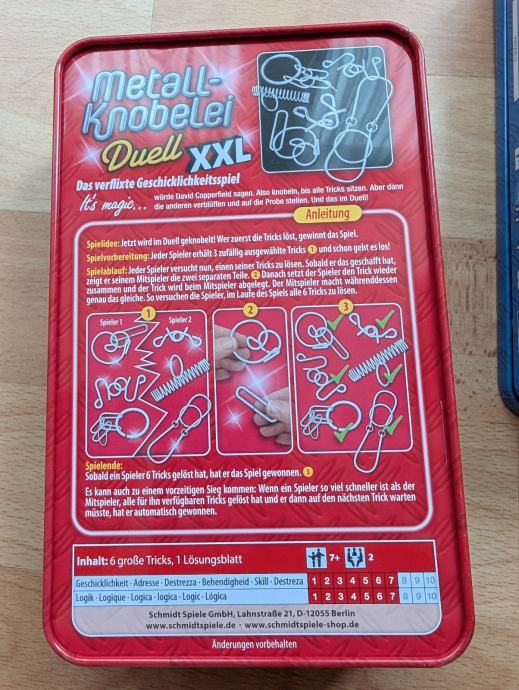 Metall-
Knobelei
Duell XXL
Das verflixte Geschicklichkeitsspiel
It's magic... würde David Copperfield sagen. Also knobeln, bis alle Tricks sitzen. Aber dann
die anderen verblüffen und auf die Probe stellen. Und das im Duell!
Anleitung
Spielidee: Jetzt wird im Duell geknobelt! Wer zuerst die Tricks löst, gewinnt das Spiel.
Spielvorbereitung: Jeder Spieler erhält 3 zufällig ausgewählte Tricks 1 und schon geht es los!
Spielablauf: Jeder Spieler versucht nun, einen seiner Tricks zu lösen. Sobald er das geschafft hat,
zeigt er seinem Mitspieler die zwei separaten Teile. 2 Danach setzt der Spieler den Trick wieder
zusammen und der Trick wird beim Mitspieler abgelegt. Der Mitspieler macht währenddessen
genau das gleiche. So versuchen die Spieler, im Laufe des Spiels alle 6 Tricks zu lösen.
1 2 3
Spieler 1 Spieler 2
Spielende:
Sobald ein Spieler 6 Tricks gelöst hat, hat er das Spiel gewonnen. 3
Es kann auch zu einem vorzeitigen Sieg kommen: Wenn ein Spieler so viel schneller ist als der
Mitspieler, alle für ihn verfügbaren Tricks gelöst hat und er dann auf den nächsten Trick warten
müsste, hat er automatisch gewonnen.
Inhalt: 6 große Tricks, 1 Lösungsblatt 7+ 2
Geschicklichkeit · Adresse · Destrezza · Behendigheid · Skill · Destreza 1 2 3 4 5 6 7 8 9 10
Logik · Logique · Logica · logica · Logic · Lógica 1 2 3 4 5 6 7 8 9 10
Schmidt Spiele GmbH, Lahnstraße 21, D-12055 Berlin
www.schmidtspiele.de · www.schmidtspiele-shop.de
Änderungen vorbehalten